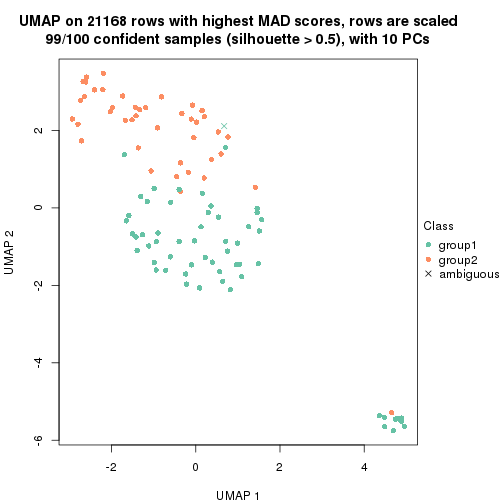 UMAP on 21168 rows with highest MAD scores, rows are scaled
99/100 confident samples (silhouette > 0.5), with 10 PCs
2
0
-2
-4
-6
UMAP 2
-2
0
2
4
UMAP 1
Class
group1
group2
ambiguous